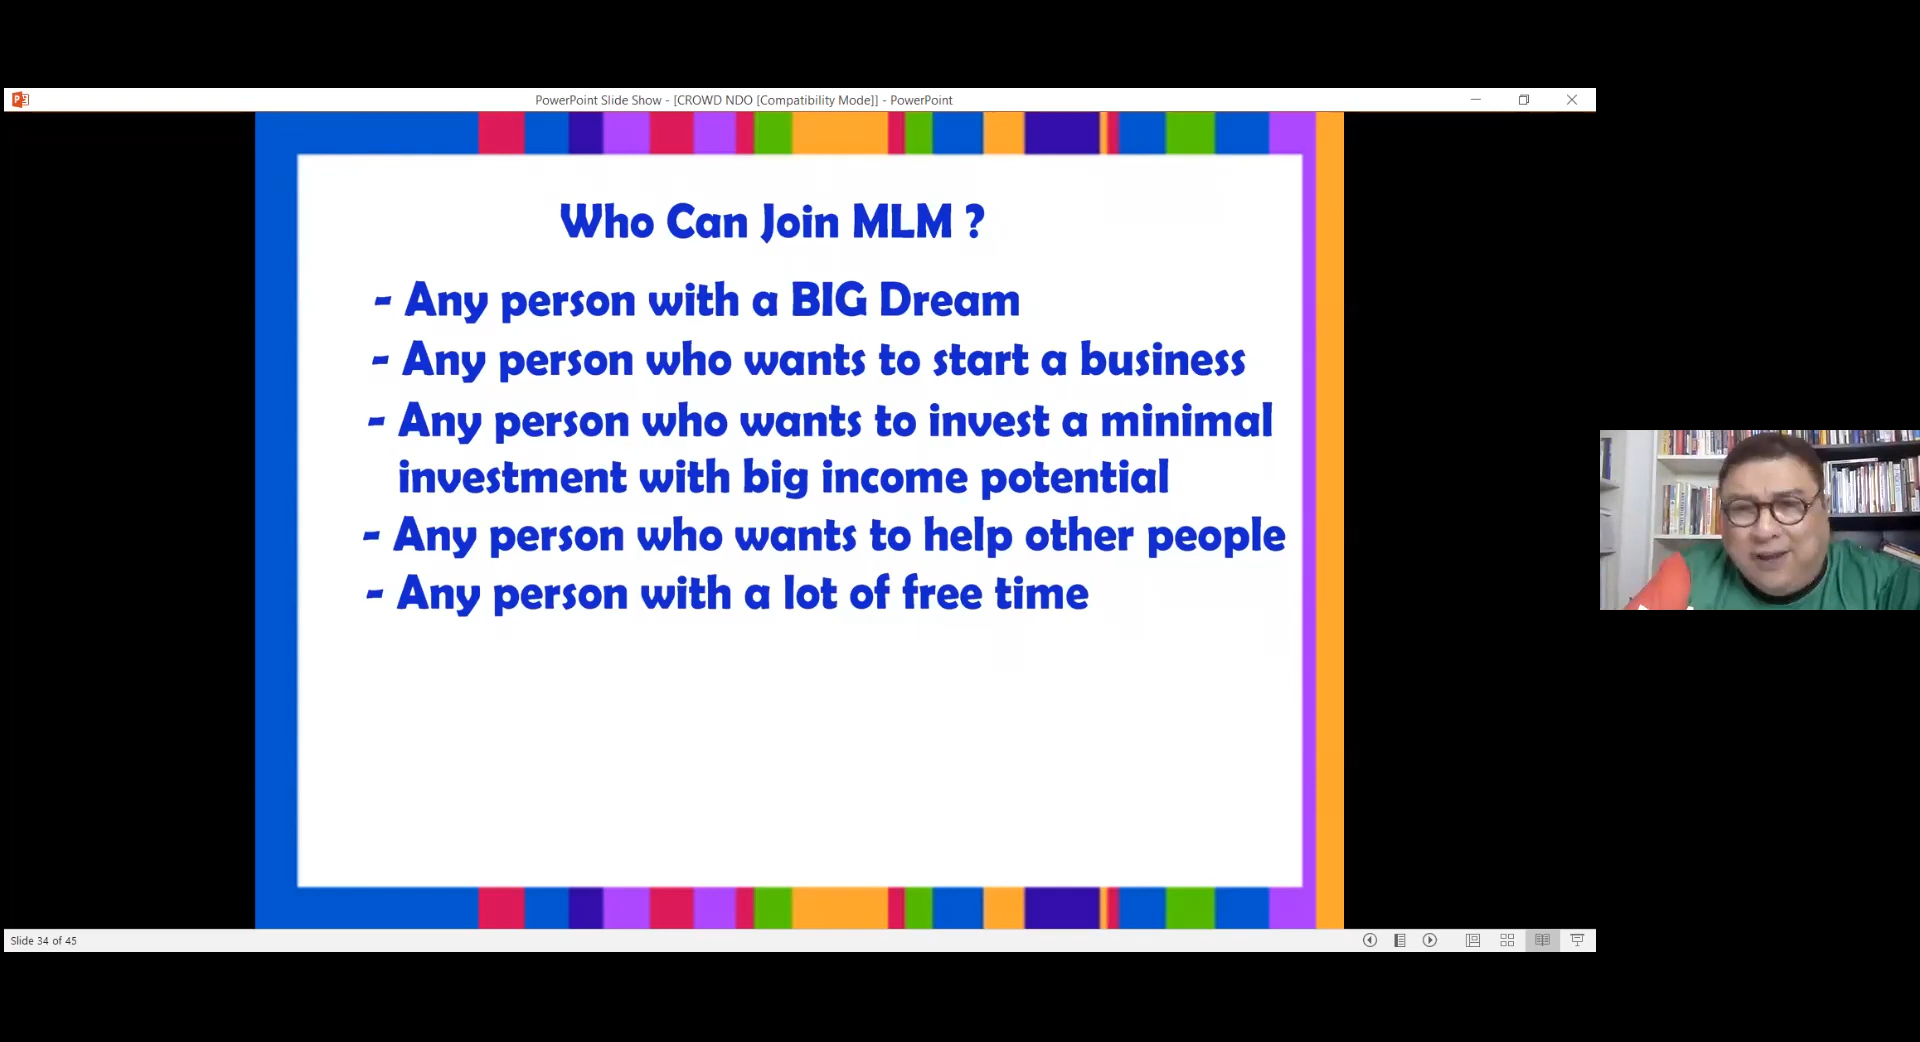 PowerPoint Slide Show - [CROWD NDO [Compatibility Mode]] - PowerPoint
Who Can Join MLM ?
- Any person with a BIG Dream
- Any person who wants to start a business
- Any person who wants to invest a minimal
investment with big income potential
- Any person who wants to help other people
- Any person with a lot of free time
Slide 34 of 45